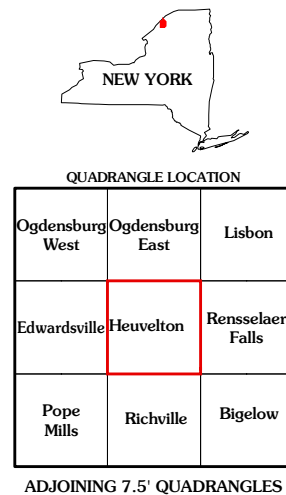 NEW YORK
QUADRANGLE LOCATION
Ogdensburg West
Ogdensburg East
Lisbon
Edwardsville
Heuvelton
Rensselaer Falls
Pope Mills
Richville
Bigelow
ADJOINING 7.5' QUADRANGLES